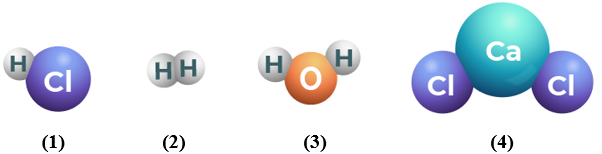 H Cl
H H
H O H
Cl Ca Cl
(1) (2) (3) (4)